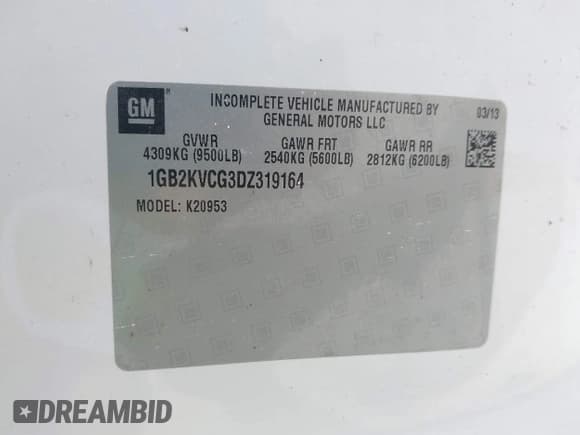 GM
INCOMPLETE VEHICLE MANUFACTURED BY
GENERAL MOTORS LLC
03/13
GVWR GAWR FRT GAWR RR
4309KG (9500LB) 2540KG (5600LB) 2812KG (6200LB)
1GB2KVCG3DZ319164
MODEL: K20953
DREAMBID